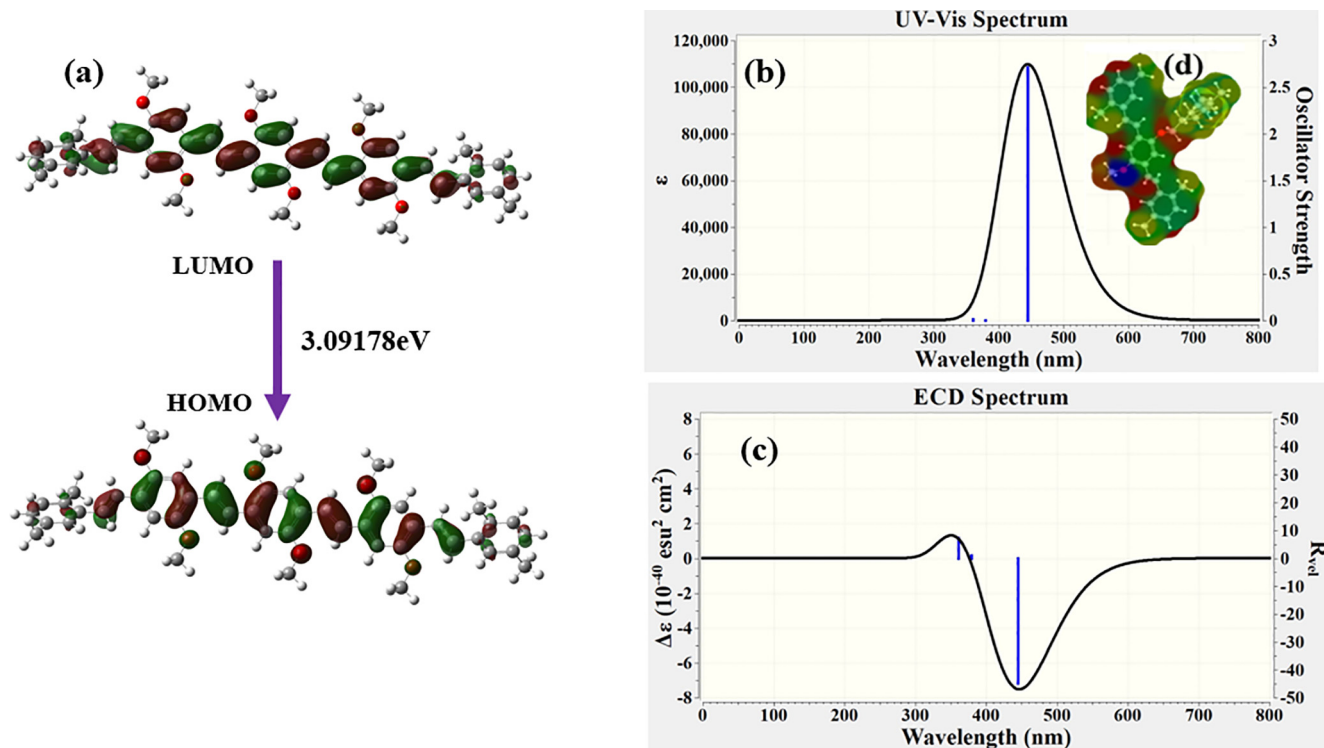 (a)
LUMO
3.09178eV
HOMO
UV-Vis Spectrum
(b)
(d)
120,000
100,000
80,000
60,000
40,000
20,000
0
ε
3
2.5
2
1.5
1
0.5
0
Oscillator Strength
0 100 200 300 400 500 600 700 800
Wavelength (nm)
ECD Spectrum
(c)
8
6
4
2
0
-2
-4
-6
-8
Δε (10⁻⁴⁰ esu² cm²)
50
40
30
20
10
0
-10
-20
-30
-40
-50
Rvel
0 100 200 300 400 500 600 700 800
Wavelength (nm)